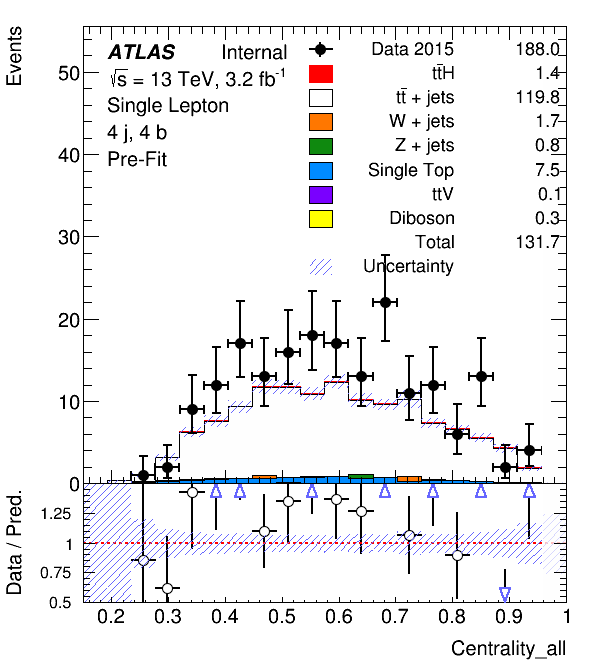 Events
50
40
30
20
10
0
ATLAS Internal
√s = 13 TeV, 3.2 fb-1
Single Lepton
4 j, 4 b
Pre-Fit
Data 2015 188.0
tt̄H 1.4
tt̄ + jets 119.8
W + jets 1.7
Z + jets 0.8
Single Top 7.5
ttV 0.1
Diboson 0.3
Total 131.7
Uncertainty
Data / Pred.
1.25
1
0.75
0.5
0.2 0.3 0.4 0.5 0.6 0.7 0.8 0.9 1
Centrality_all